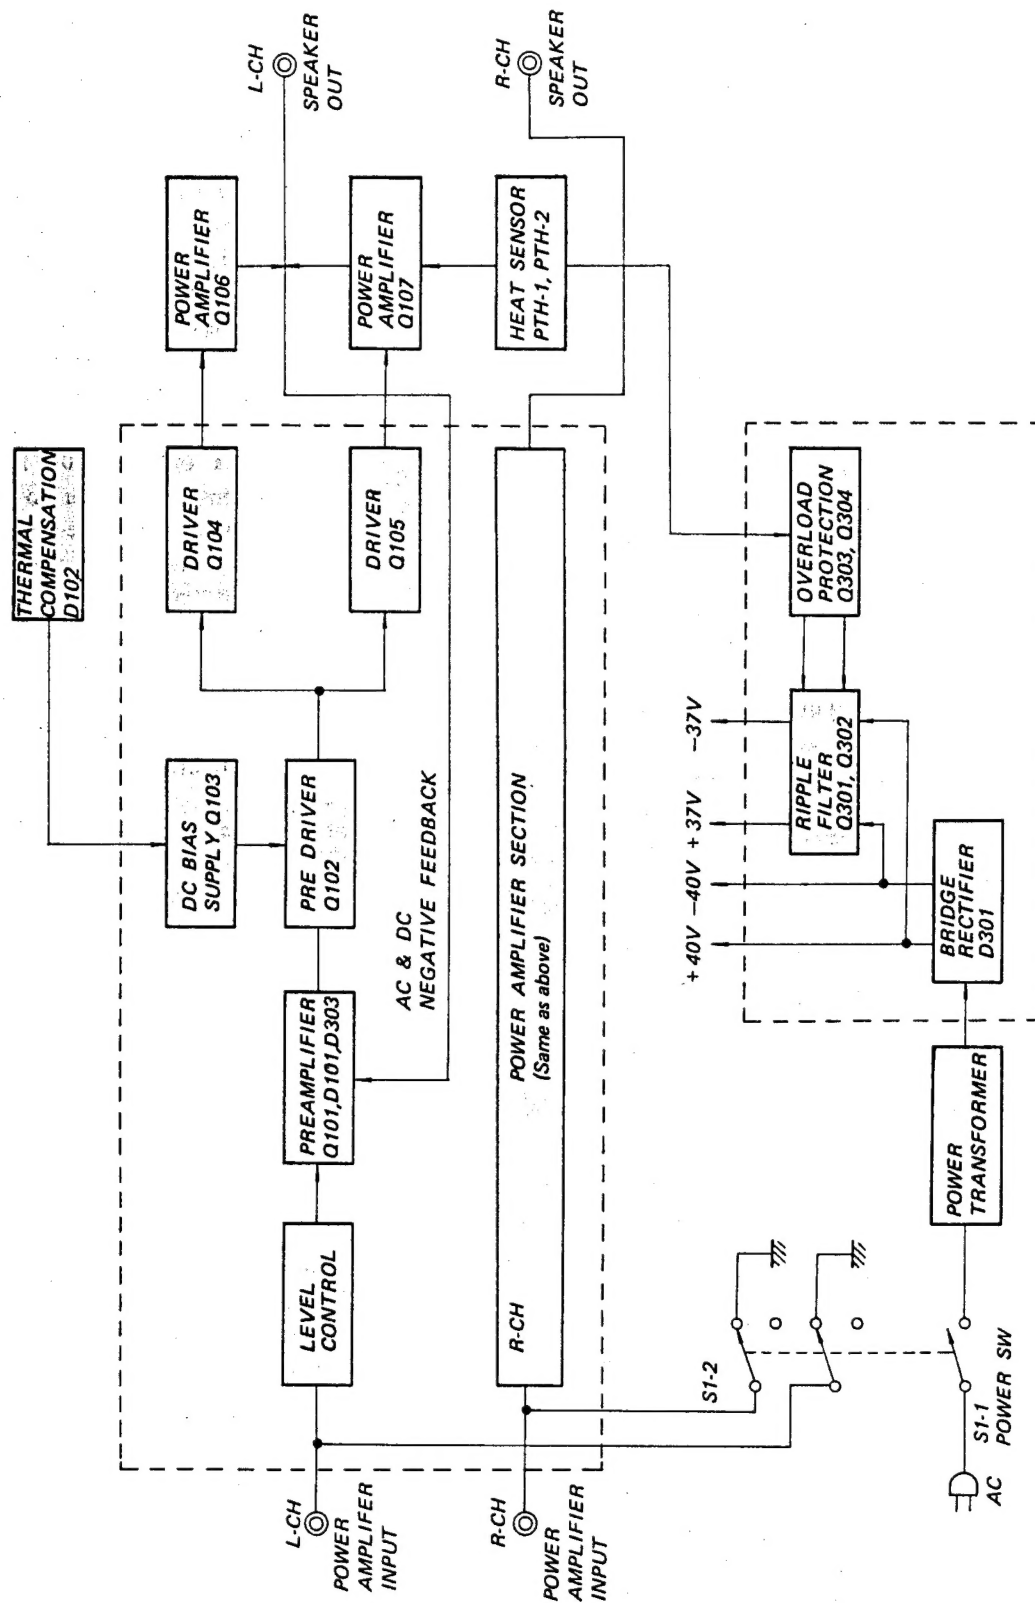 THERMAL
COMPENSATION
D102
POWER
AMPLIFIER
Q106
L-CH
SPEAKER
OUT
DC BIAS
SUPPLY Q103
DRIVER
Q104
L-CH
POWER
AMPLIFER
INPUT
LEVEL
CONTROL
PREAMPLIFIER
Q101,D101,D303
PRE DRIVER
Q102
DRIVER
Q105
POWER
AMPLIFIER
Q107
AC & DC
NEGATIVE FEEDBACK
R-CH
POWER
AMPLIFIER
INPUT
R-CH
POWER AMPLIFIER SECTION
(Same as above)
HEAT SENSOR
PTH-1, PTH-2
R-CH
SPEAKER
OUT
S1-2
+40V
−40V
+37V
−37V
RIPPLE
FILTER
Q301, Q302
OVERLOAD
PROTECTION
Q303, Q304
AC
S1-1
POWER SW
POWER
TRANSFORMER
BRIDGE
RECTIFIER
D301